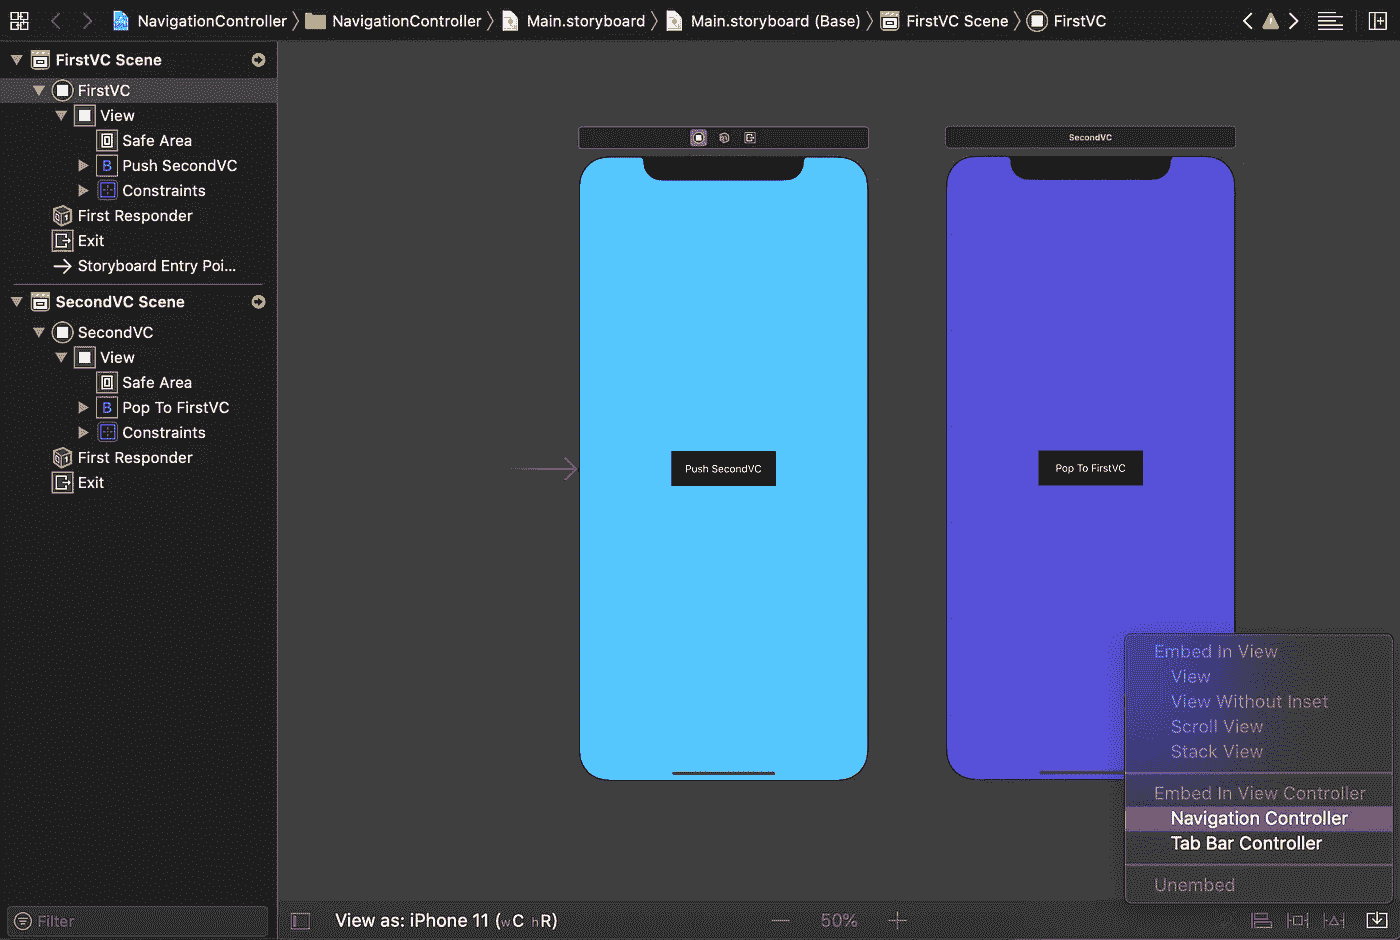 NavigationController NavigationController Main.storyboard Main.storyboard (Base) FirstVC Scene FirstVC
FirstVC Scene
FirstVC
View
Safe Area
B Push SecondVC
Constraints
First Responder
Exit
Storyboard Entry Poi...
SecondVC Scene
SecondVC
View
Safe Area
B Pop To FirstVC
Constraints
First Responder
Exit
Filter
SecondVC
Push SecondVC
Pop To FirstVC
Embed In View
View
View Without Inset
Scroll View
Stack View
Embed In View Controller
Navigation Controller
Tab Bar Controller
Unembed
View as: iPhone 11 (wC hR)
50%